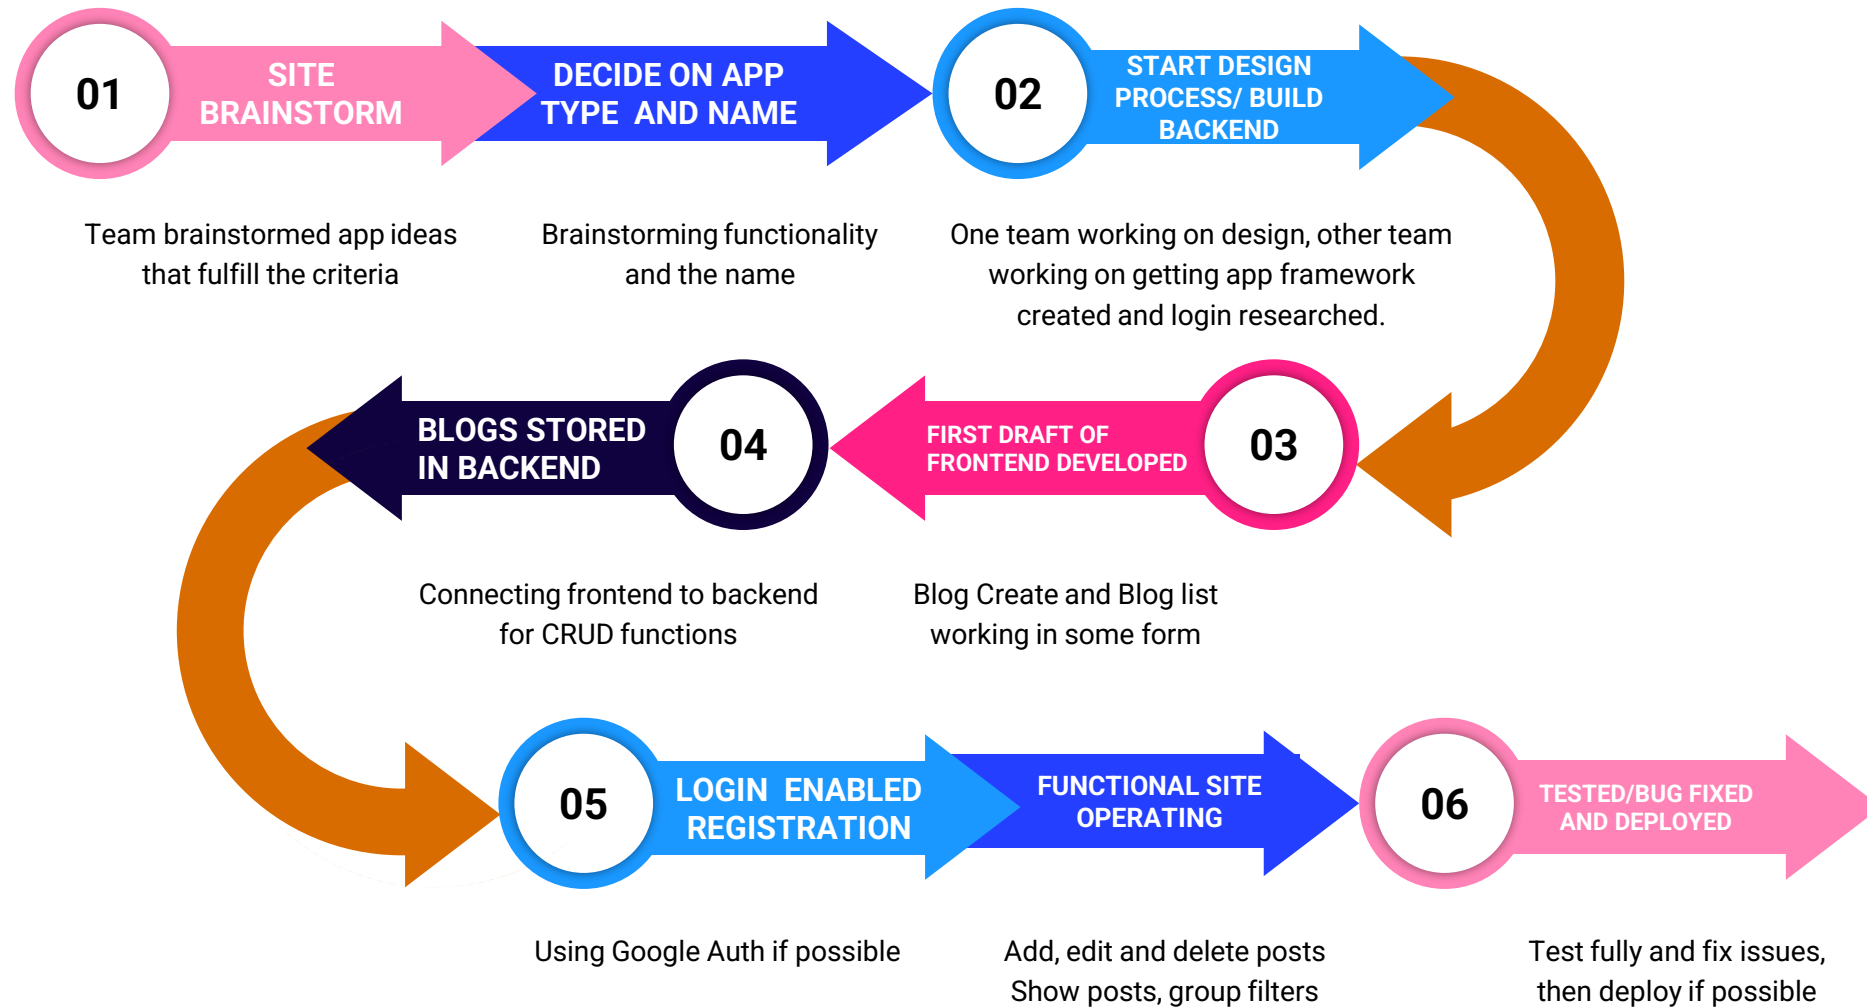 01
SITE
BRAINSTORM
DECIDE ON APP
TYPE AND NAME
02
START DESIGN
PROCESS/ BUILD
BACKEND
Team brainstormed app ideas
that fulfill the criteria
Brainstorming functionality
and the name
One team working on design, other team
working on getting app framework
created and login researched.
03
FIRST DRAFT OF
FRONTEND DEVELOPED
04
BLOGS STORED
IN BACKEND
Blog Create and Blog list
working in some form
Connecting frontend to backend
for CRUD functions
05
LOGIN ENABLED
REGISTRATION
FUNCTIONAL SITE
OPERATING
06
TESTED/BUG FIXED
AND DEPLOYED
Using Google Auth if possible
Add, edit and delete posts
Show posts, group filters
Test fully and fix issues,
then deploy if possible